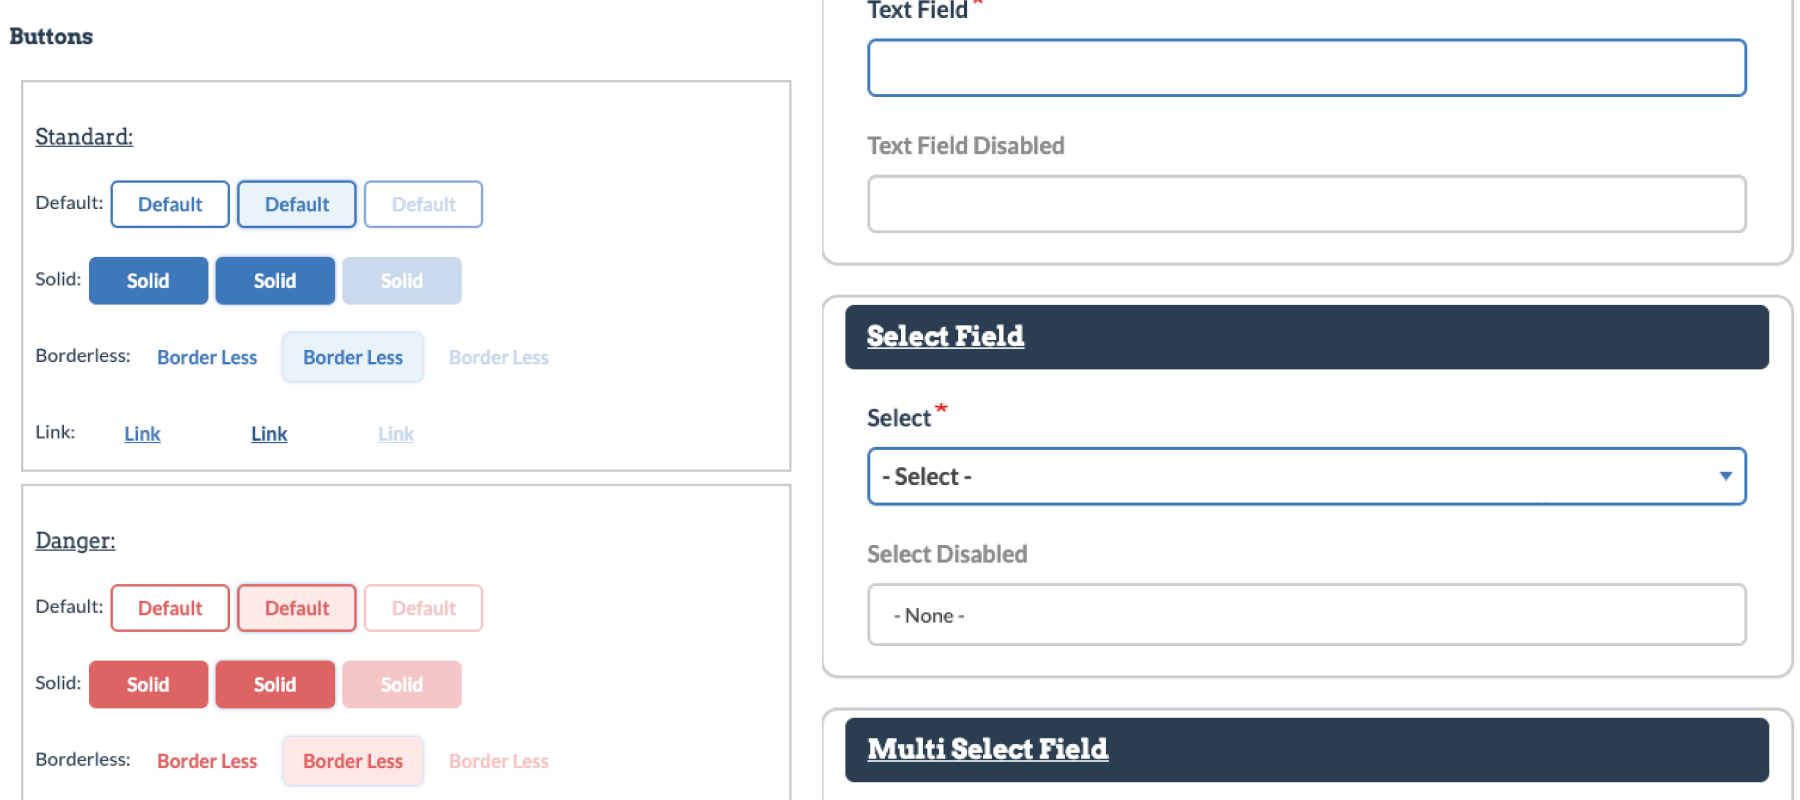 Buttons
Standard:
Default: Default Default Default
Solid: Solid Solid Solid
Borderless: Border Less Border Less Border Less
Link: Link Link Link
Danger:
Default: Default Default Default
Solid: Solid Solid Solid
Borderless: Border Less Border Less Border Less
Text Field *
Text Field Disabled
Select Field
Select *
- Select -
Select Disabled
- None -
Multi Select Field